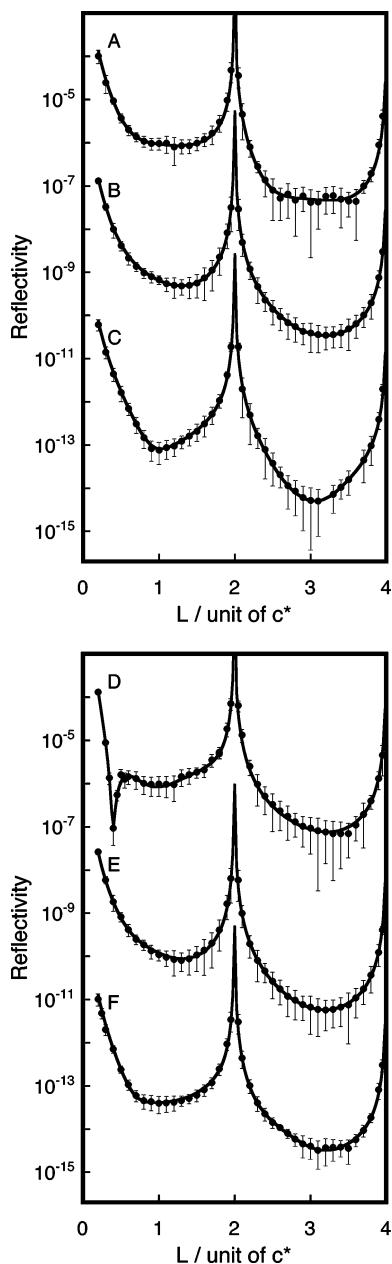 A
10-5
10-7
B
10-9
Reflectivity
C
10-11
10-13
10-15
0 1 2 3 4
L / unit of c*
D
10-5
10-7
E
10-9
Reflectivity
F
10-11
10-13
10-15
0 1 2 3 4
L / unit of c*